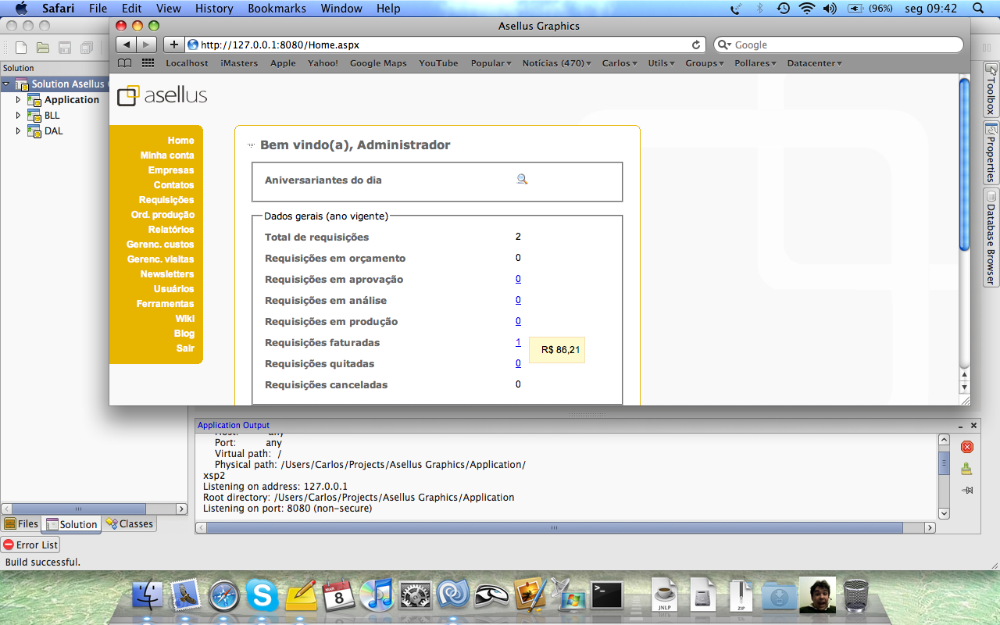 Safari File Edit View History Bookmarks Window Help (96%) seg 09:42
Asellus Graphics
http://127.0.0.1:8080/Home.aspx
Google
Localhost iMasters Apple Yahoo! Google Maps YouTube Popular Notícias (470) Carlos Utils Groups Pollares Datacenter
Solution
Solution Asellus
Application
BLL
DAL
asellus
Home
Minha conta
Empresas
Contatos
Requisições
Ord. produção
Relatórios
Gerenc. custos
Gerenc. visitas
Newsletters
Usuários
Ferramentas
Wiki
Blog
Sair
Bem vindo(a), Administrador
Aniversariantes do dia
Dados gerais (ano vigente)
Total de requisições 2
Requisições em orçamento 0
Requisições em aprovação 0
Requisições em análise 0
Requisições em produção 0
Requisições faturadas 1
R$ 86,21
Requisições quitadas 0
Requisições canceladas 0
Toolbox
Properties
Database Browser
Application Output
Host: any
Port: any
Virtual path: /
Physical path: /Users/Carlos/Projects/Asellus Graphics/Application/
xsp2
Listening on address: 127.0.0.1
Root directory: /Users/Carlos/Projects/Asellus Graphics/Application
Listening on port: 8080 (non-secure)
Files Solution Classes
Error List
Build successful.
MAR
8
JNLP
ZIP